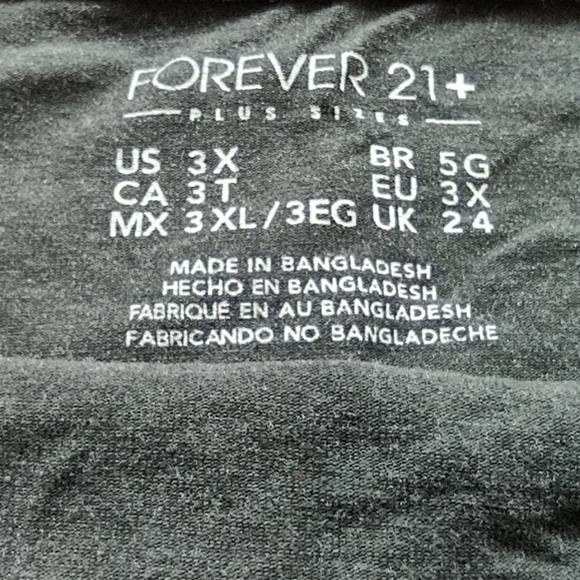 FOREVER 21+
PLUS SIZES
US 3X BR 5G
CA 3T EU 3X
MX 3XL/3EG UK 24
MADE IN BANGLADESH
HECHO EN BANGLADESH
FABRIQUÉ EN AU BANGLADESH
FABRICANDO NO BANGLADECHE